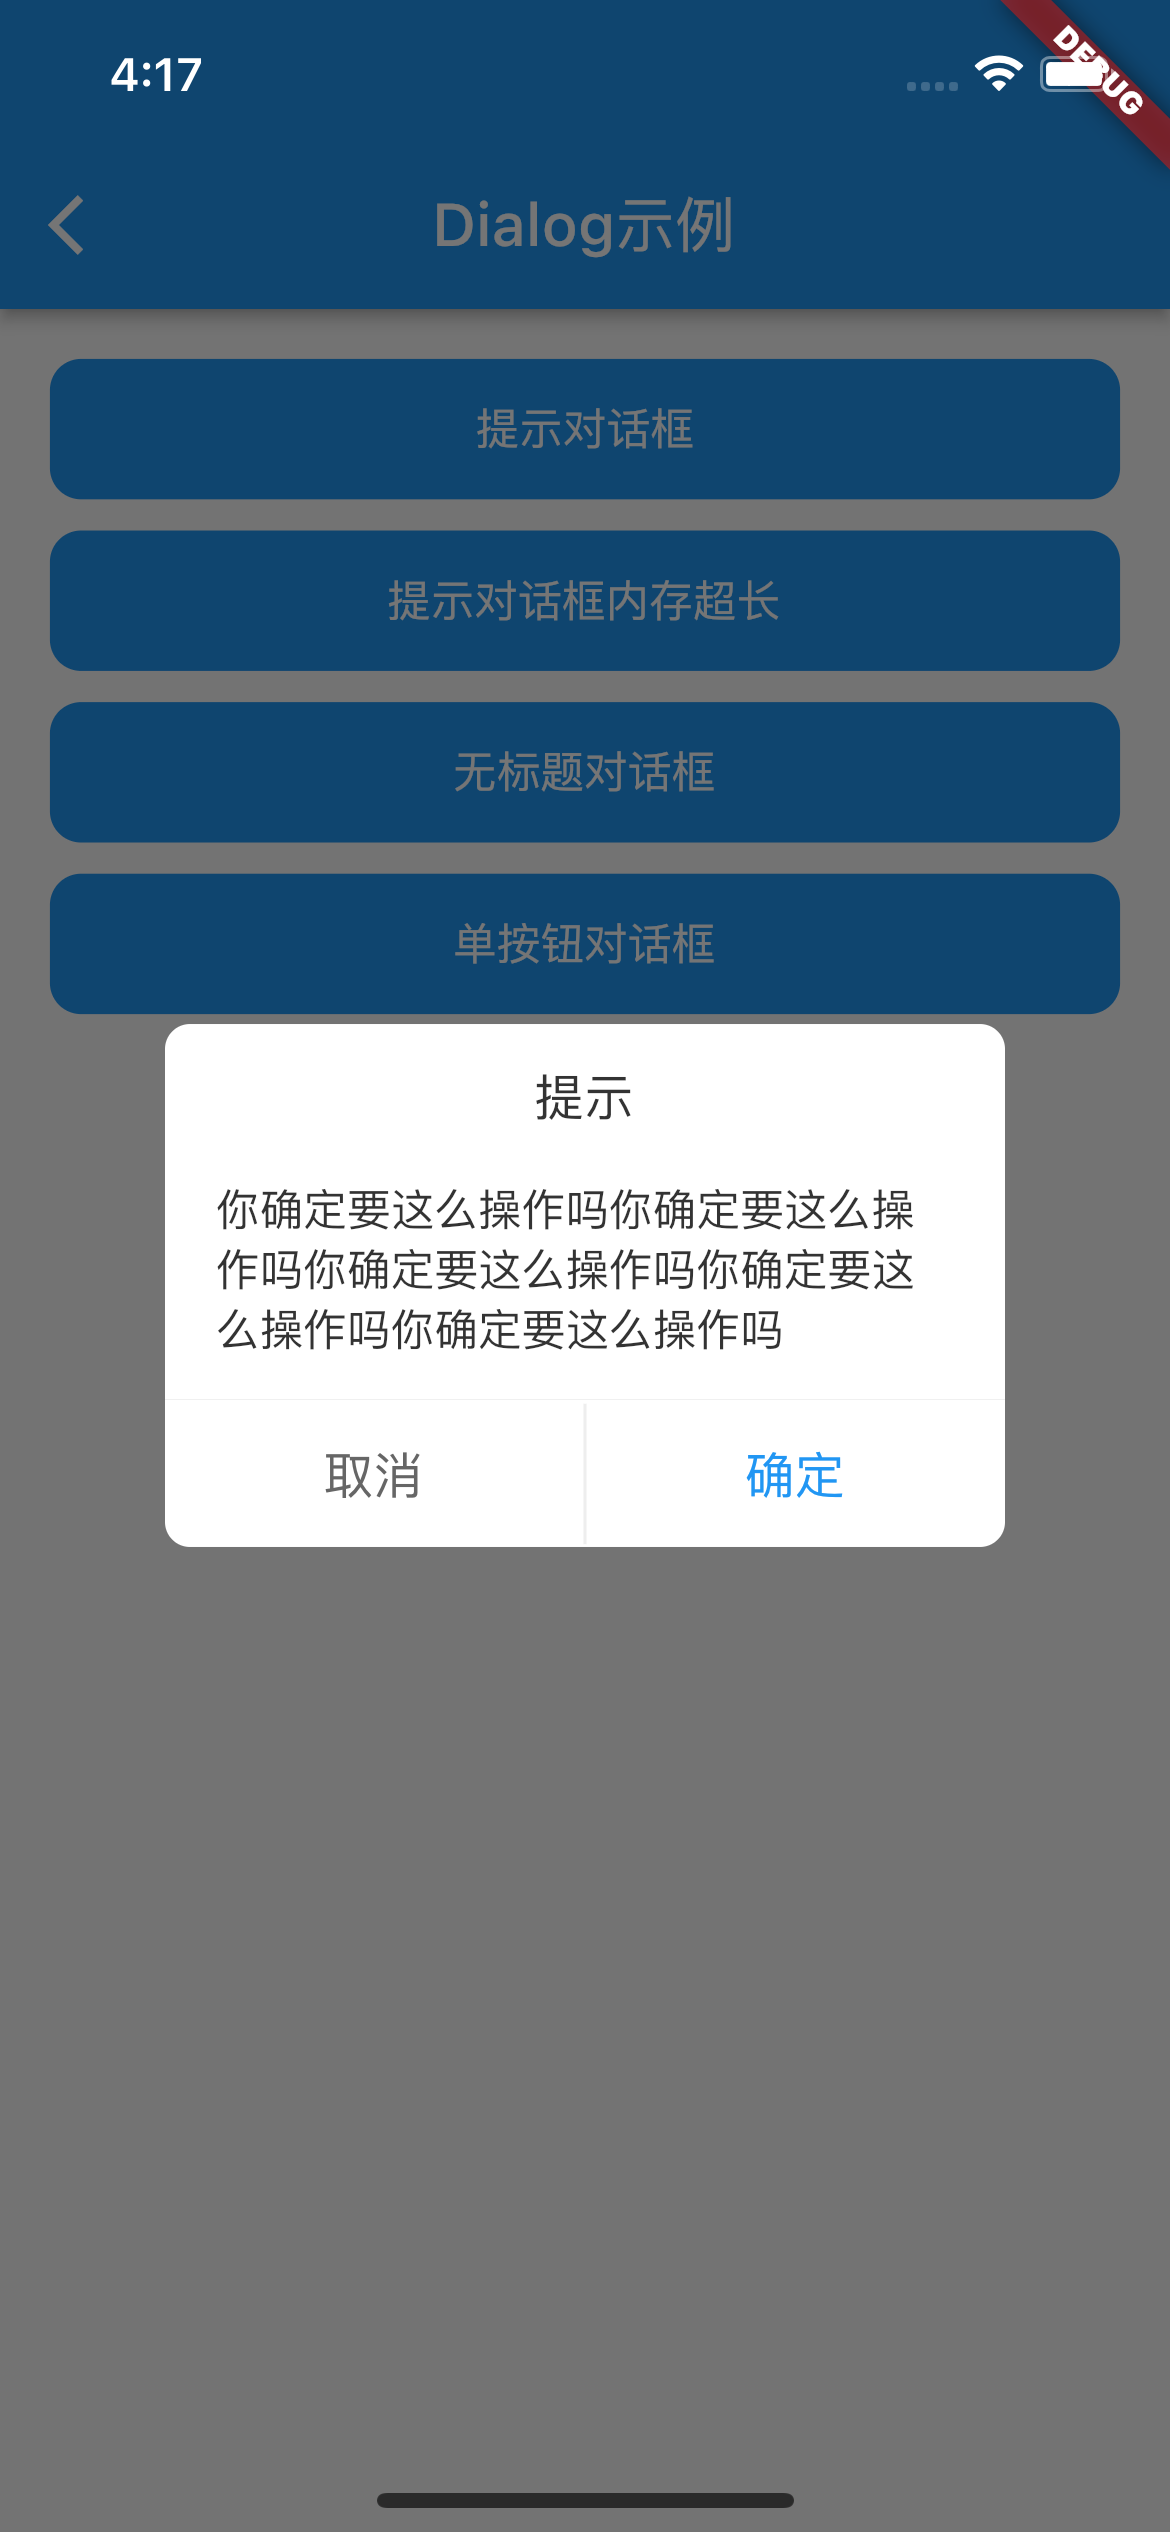 4:17
DEBUG
Dialog示例
提示对话框
提示对话框内存超长
无标题对话框
单按钮对话框
提示
你确定要这么操作吗你确定要这么操
作吗你确定要这么操作吗你确定要这
么操作吗你确定要这么操作吗
取消
确定